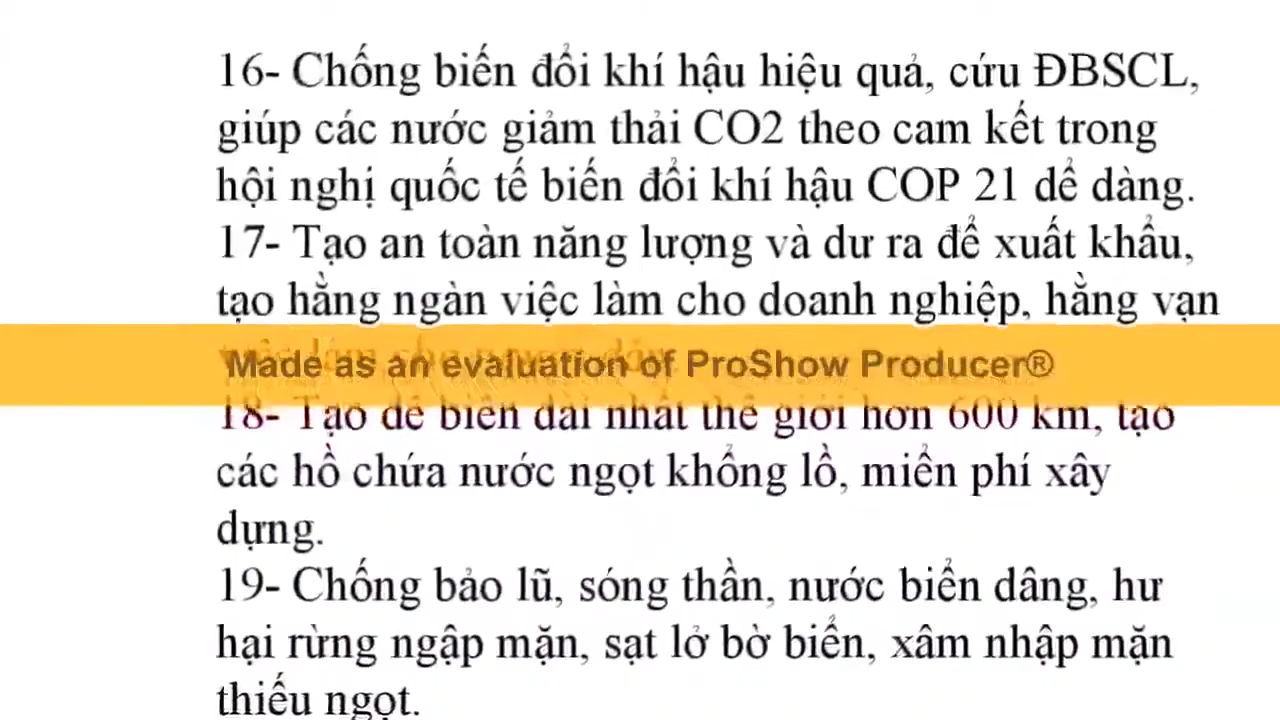 16- Chống biến đổi khí hậu hiệu quả, cứu ĐBSCL,
giúp các nước giảm thải CO2 theo cam kết trong
hội nghị quốc tế biến đổi khí hậu COP 21 dể dàng.
17- Tạo an toàn năng lượng và dư ra để xuất khẩu,
tạo hằng ngàn việc làm cho doanh nghiệp, hằng vạn
Made as an evaluation of ProShow Producer®
18- Tạo đê biển dài nhất thế giới hơn 600 km, tạo
các hồ chứa nước ngọt khổng lồ, miển phí xây
dựng.
19- Chống bảo lũ, sóng thần, nước biển dâng, hư
hại rừng ngập mặn, sạt lở bờ biển, xâm nhập mặn
thiếu ngọt.